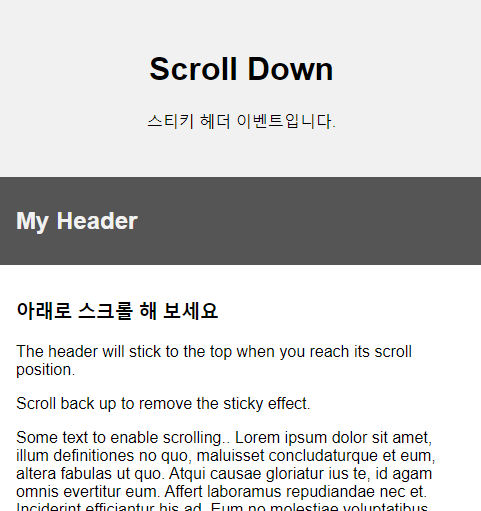 Scroll Down
스티키 헤더 이벤트입니다.
My Header
아래로 스크롤 해 보세요
The header will stick to the top when you reach its scroll
position.
Scroll back up to remove the sticky effect.
Some text to enable scrolling.. Lorem ipsum dolor sit amet,
illum definitiones no quo, maluisset concludaturque et eum,
altera fabulas ut quo. Atqui causae gloriatur ius te, id agam
omnis evertitur eum. Affert laboramus repudiandae nec et.
Inciderint efficiantur his ad. Eum no molestiae voluptatibus